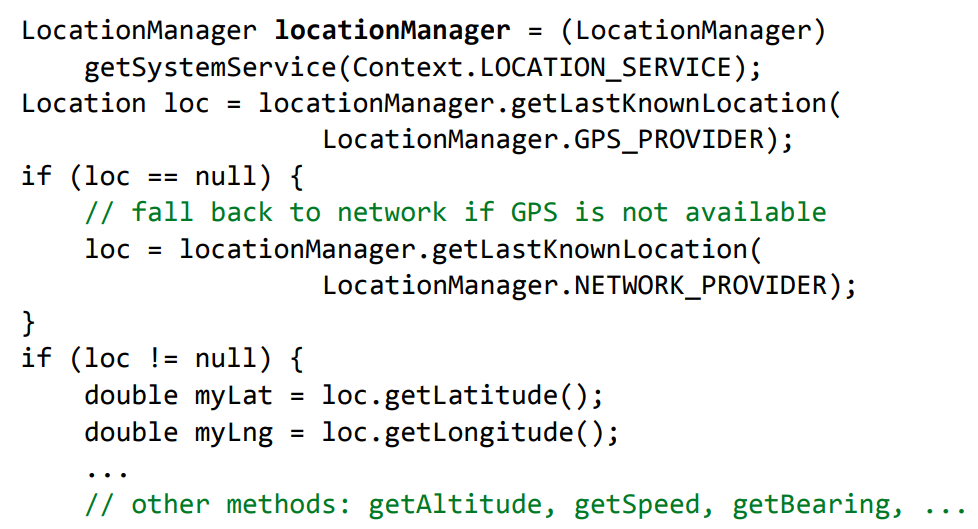 LocationManager locationManager = (LocationManager)
    getSystemService(Context.LOCATION_SERVICE);
Location loc = locationManager.getLastKnownLocation(
                   LocationManager.GPS_PROVIDER);
if (loc == null) {
    // fall back to network if GPS is not available
    loc = locationManager.getLastKnownLocation(
                   LocationManager.NETWORK_PROVIDER);
}
if (loc != null) {
    double myLat = loc.getLatitude();
    double myLng = loc.getLongitude();
    ...
    // other methods: getAltitude, getSpeed, getBearing, ...